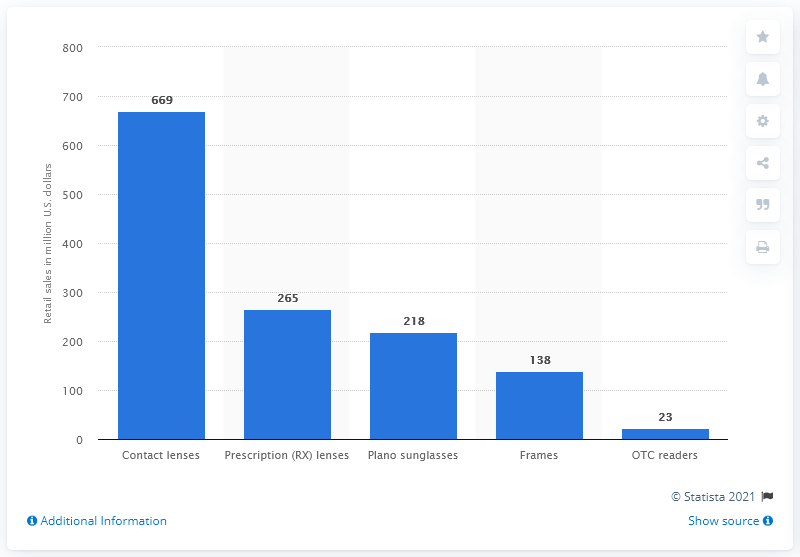 800
700
600
500
400
300
200
100
0
Retail sales in million U.S. dollars
669
265
218
138
23
Contact lenses
Prescription (RX) lenses
Plano sunglasses
Frames
OTC readers
© Statista 2021
Additional Information
Show source